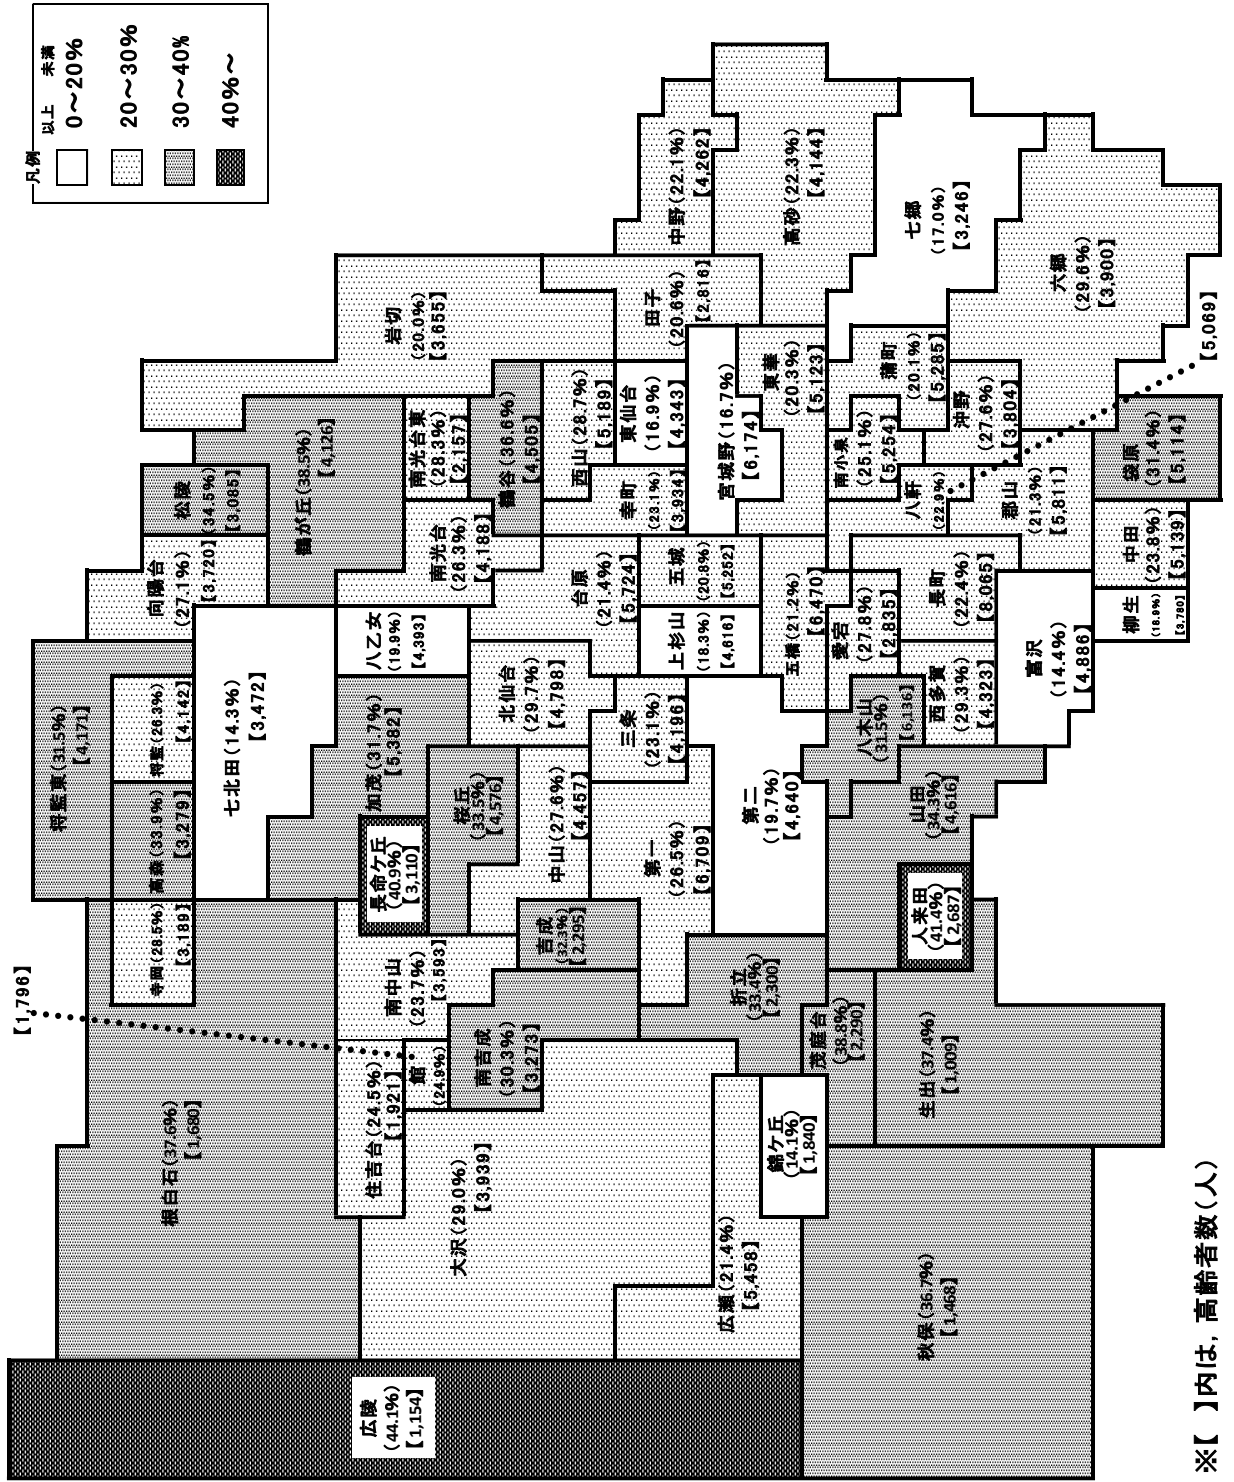 凡例
以上 未満
0～20%
20～30%
30～40%
40%～
【1,796】
将監東(31.5%)
【4,171】
根白石(37.6%)
【1,680】
寺岡(28.5%)
【3,189】
高森(33.9%)
【3,279】
将監(26.3%)
【4,142】
向陽台
(27.1%)
【3,720】
松陵
(34.5%)
【3,085】
七北田(14.3%)
【3,472】
鶴が丘(38.5%)
【4,126】
広陵
(44.1%)
【1,154】
住吉台(24.5%)
【1,921】
館
(24.9%)
南中山
(23.7%)
【3,593】
長命ケ丘
(40.9%)
【3,110】
加茂(31.7%)
【5,382】
八乙女
(19.9%)
【4,393】
南光台
(26.3%)
【4,188】
南光台東
(28.3%)
【2,157】
岩切
(20.0%)
【3,655】
大沢(29.0%)
【3,939】
南吉成
(30.3%)
【3,273】
桜丘
(33.5%)
【4,576】
北仙台
(29.7%)
【4,798】
鶴谷(36.6%)
【4,505】
吉成
(32.3%)
【2,295】
中山(27.6%)
【4,457】
台原
(21.4%)
【5,724】
西山(28.7%)
【5,189】
第一
(26.5%)
【6,709】
三条
(23.1%)
【4,196】
幸町
(23.1%)
【3,934】
東仙台
(16.9%)
【4,343】
田子
(20.6%)
【2,816】
中野(22.1%)
【4,262】
上杉山
(18.3%)
【4,616】
五城
(20.8%)
【5,252】
宮城野(16.7%)
【6,174】
広瀬(21.4%)
【5,458】
錦ケ丘
(14.1%)
【1,840】
折立
(33.4%)
【2,300】
第二
(19.7%)
【4,640】
五橋(21.2%)
【6,470】
東華
(20.3%)
【5,123】
高砂(22.3%)
【4,144】
茂庭台
(38.8%)
【2,290】
八木山
(31.5%)
【6,136】
愛宕
(27.8%)
【2,835】
南小泉
(25.1%)
【5,254】
蒲町
(20.1%)
【5,285】
七郷
(17.0%)
【3,246】
秋保(36.7%)
【1,468】
生出(37.4%)
【1,009】
人来田
(41.4%)
【2,687】
山田
(34.3%)
【4,616】
西多賀
(29.3%)
【4,323】
長町
(22.4%)
【8,065】
八軒
(22.9%)
沖野
(27.6%)
【3,804】
富沢
(14.4%)
【4,886】
郡山
(21.3%)
【5,811】
六郷
(29.6%)
【3,900】
柳生
(18.9%)
【3,780】
中田
(23.8%)
【5,139】
袋原
(31.4%)
【5,114】
【5,069】
※【　】内は，高齢者数(人)